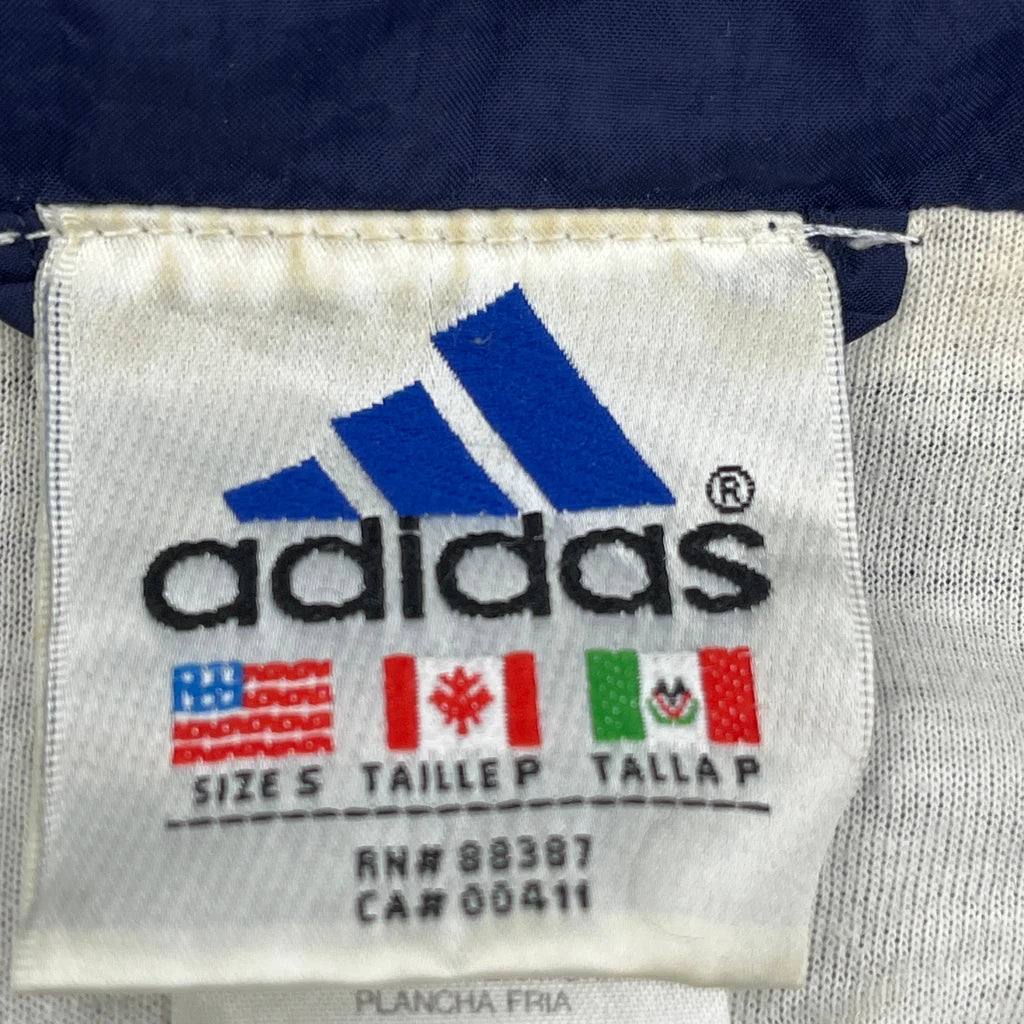 adidas ®
SIZE S TAILLE P TALLA P
RN# 88387
CA# 00411
PLANCHA FRIA